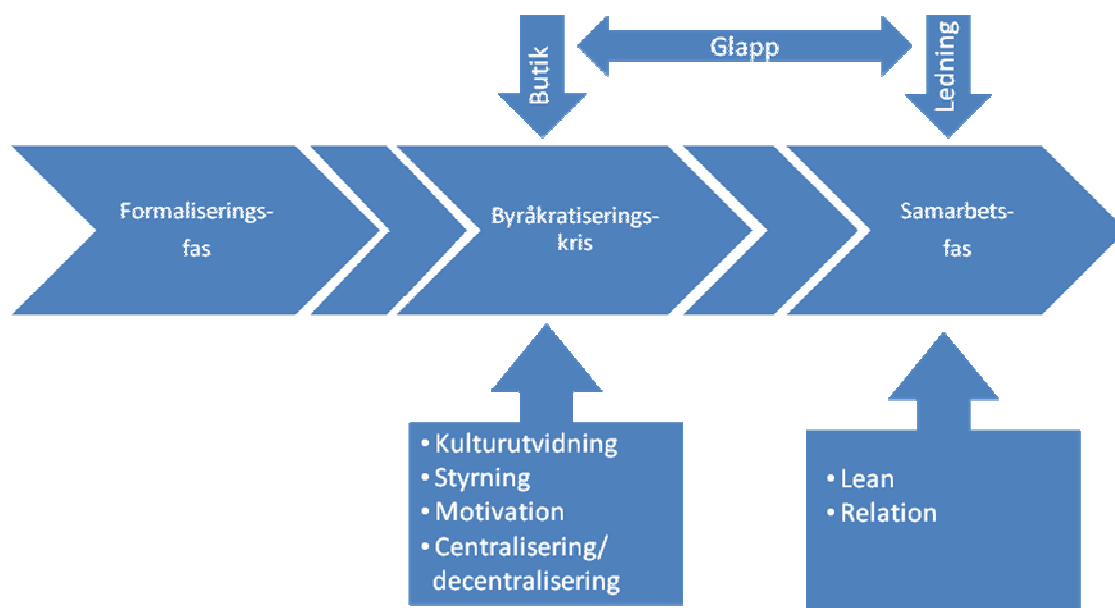 Butik
Glapp
Ledning
Formaliserings-
fas
Byråkratiserings-
kris
Samarbets-
fas
• Kulturutvidning
• Styrning
• Motivation
• Centralisering/
decentralisering
• Lean
• Relation